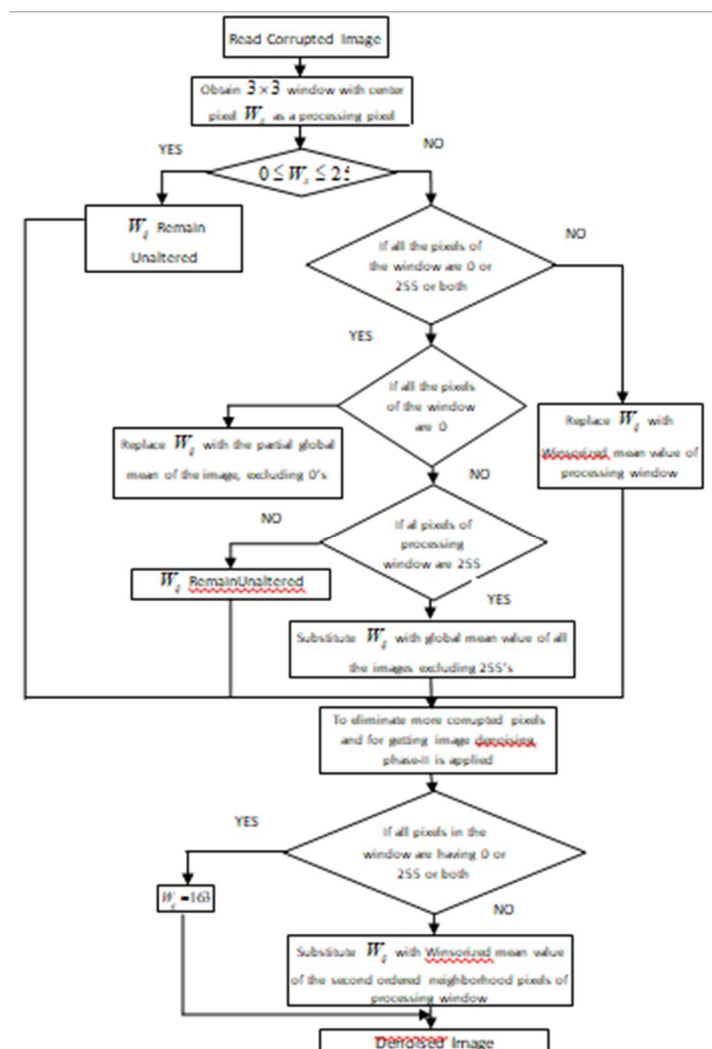 Read Corrupted Image
Obtain 3 × 3 window with center
pixel W as a processing pixel
YES
NO
0 ≤ W ≤ 25
W Remain
Unaltered
If all the pixels of
the window are 0 or
255 or both
NO
YES
If all the pixels
of the window
are 0
Replace W with the partial global
mean of the image, excluding 0's
Replace W with
Winsorized mean value of
processing window
NO
NO
If al pixels of
processing
window are 255
W RemainUnaltered
YES
Substitute W with global mean value of all
the images excluding 255's
To eliminate more corrupted pixels
and for getting image denoising
phase-II is applied
YES
If all pixels in the
window are having 0 or
255 or both
W =163
NO
Substitute W with Winsorized mean value
of the second ordered neighborhood pixels of
processing window
Denoised Image